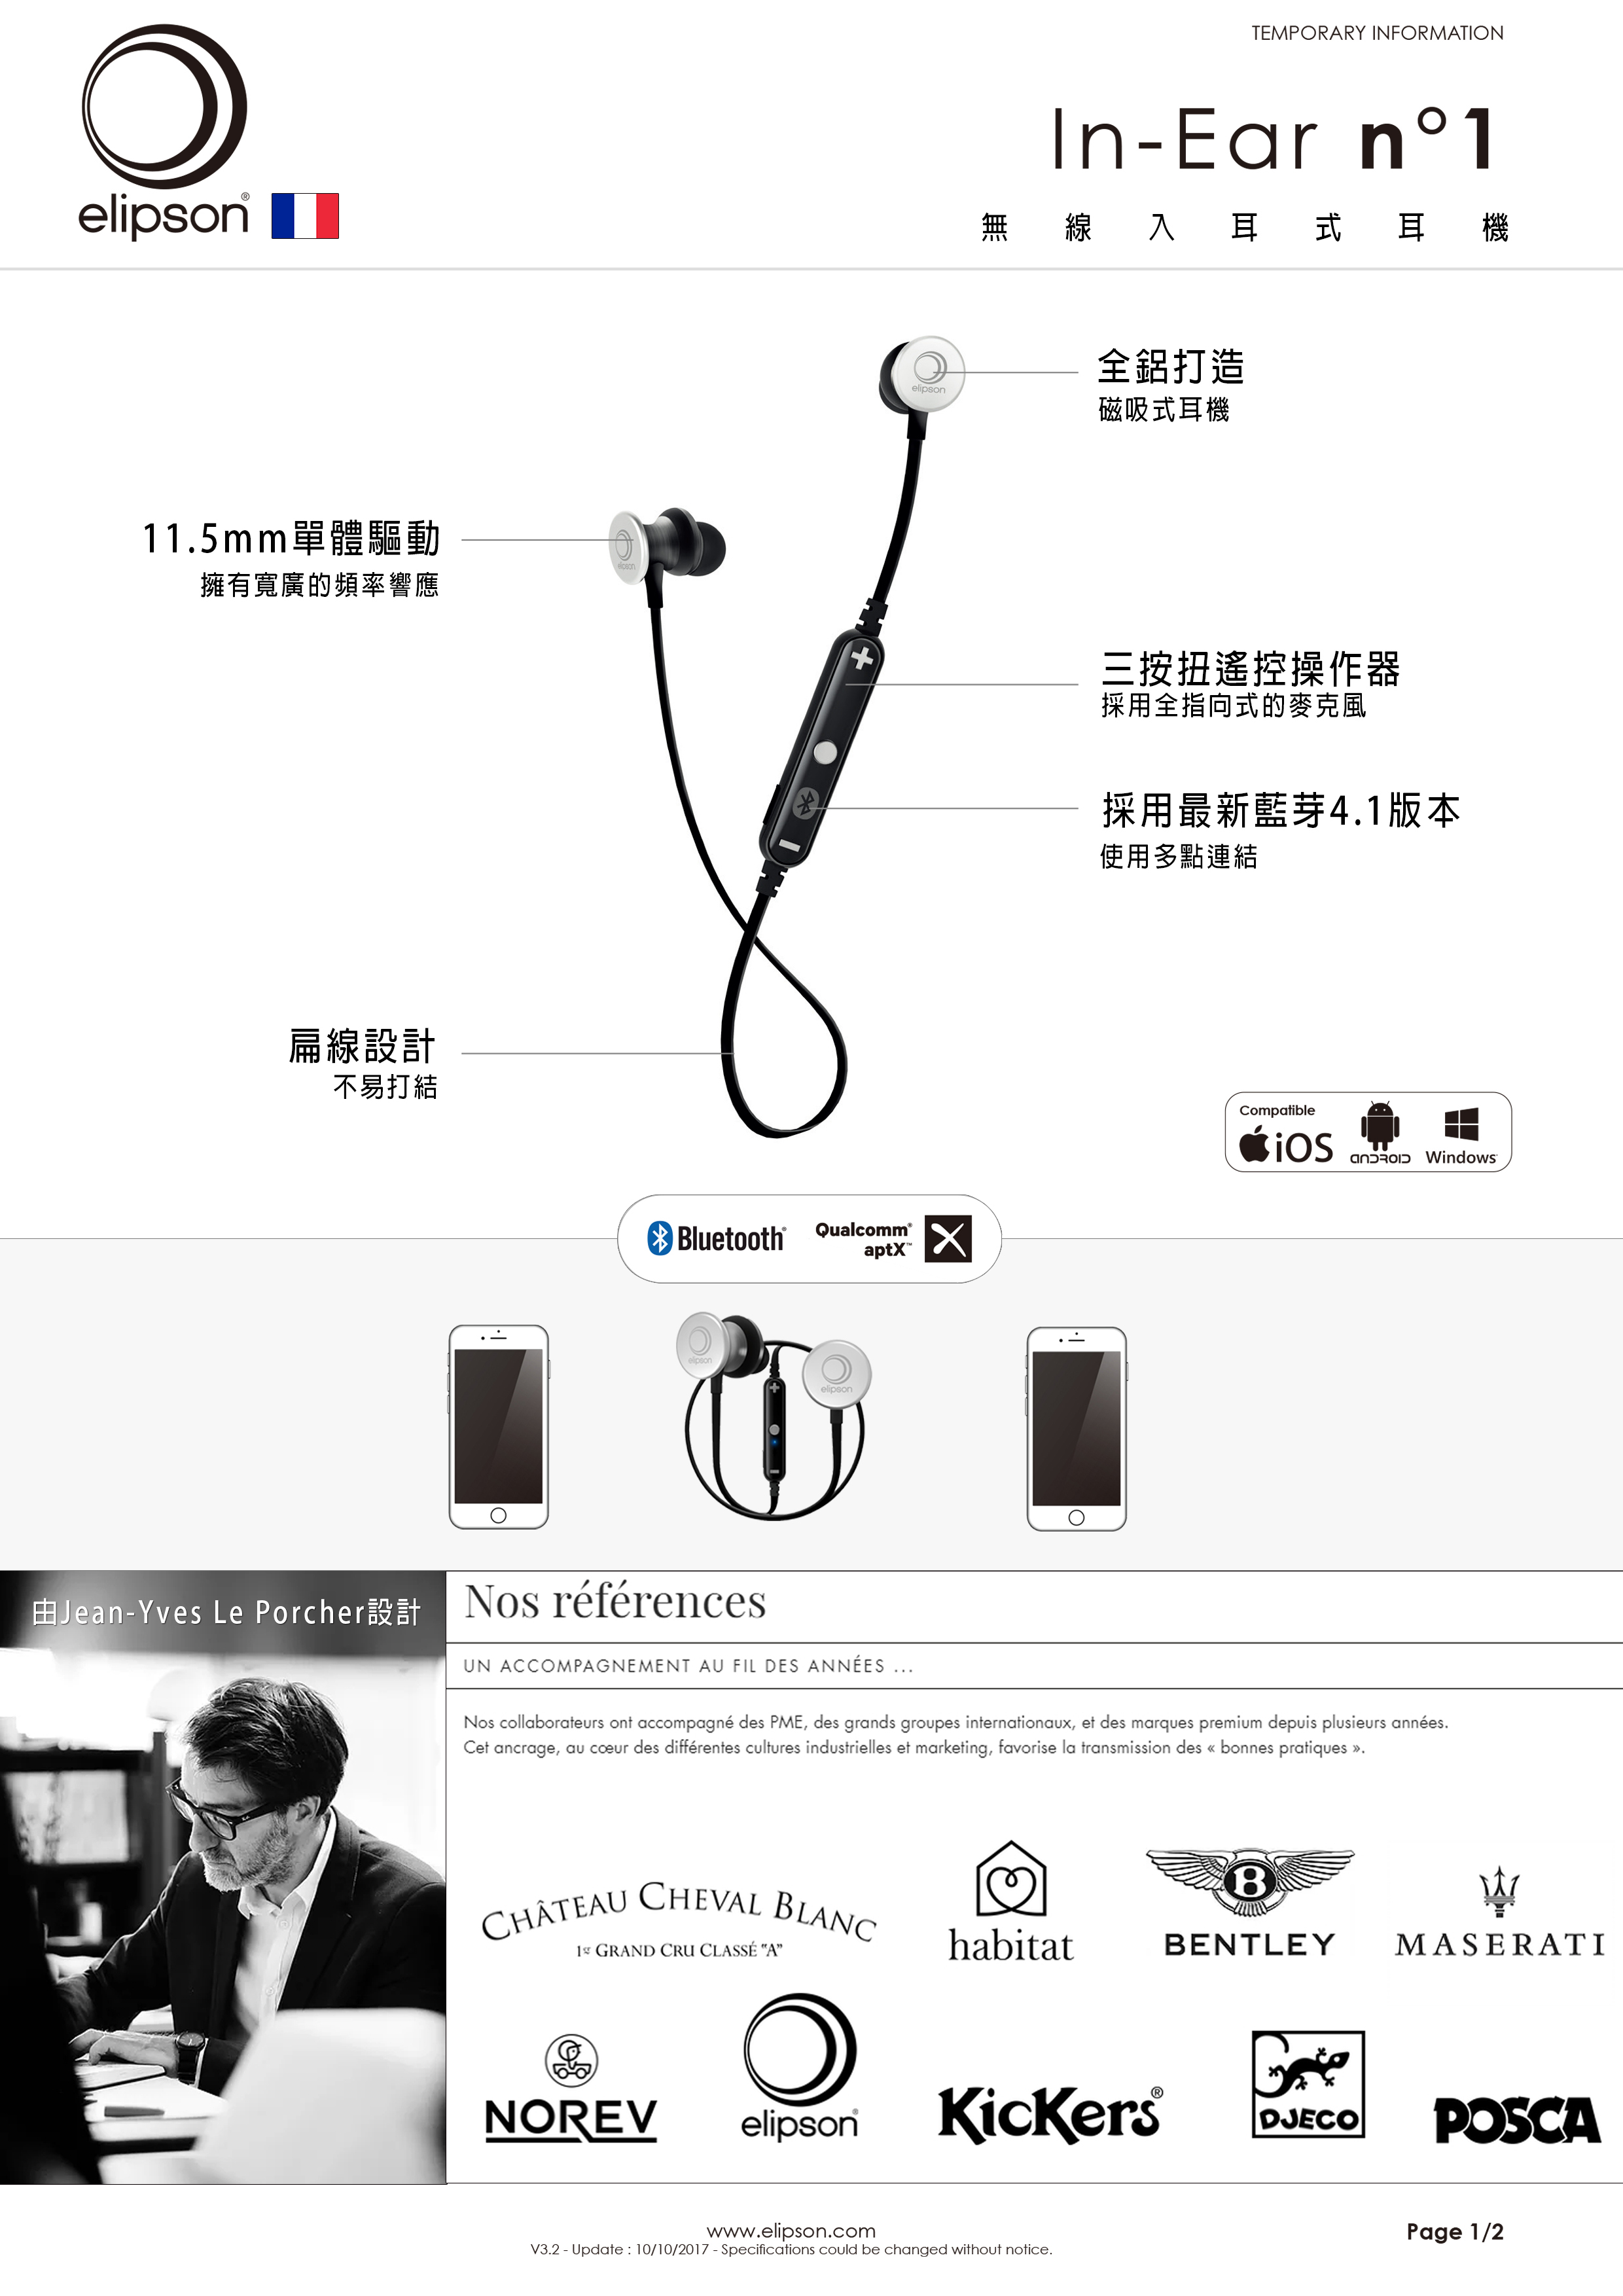 TEMPORARY INFORMATION
elipson®
In-Ear n°1
無線入耳式耳機
elipson
全鋁打造
磁吸式耳機
11.5mm單體驅動
擁有寬廣的頻率響應
elipson
三按扭遙控操作器
採用全指向式的麥克風
採用最新藍芽4.1版本
使用多點連結
扁線設計
不易打結
Compatible
iOS
ANDROID
Windows
Bluetooth®
Qualcomm®
aptX™
elipson
elipson
由Jean-Yves Le Porcher設計
Nos références
UN ACCOMPAGNEMENT AU FIL DES ANNÉES ...
Nos collaborateurs ont accompagné des PME, des grands groupes internationaux, et des marques premium depuis plusieurs années.
Cet ancrage, au cœur des différentes cultures industrielles et marketing, favorise la transmission des « bonnes pratiques ».
CHÂTEAU CHEVAL BLANC
1er GRAND CRU CLASSÉ "A"
habitat
B
BENTLEY
MASERATI
NOREV
elipson®
KicKers®
DJECO
POSCA
www.elipson.com
V3.2 - Update : 10/10/2017 - Specifications could be changed without notice.
Page 1/2